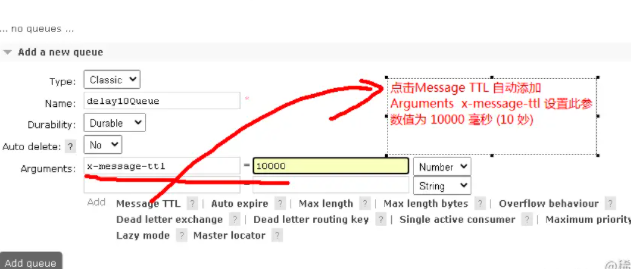 ... no queues ...
Add a new queue
Type: Classic
Name: delay10Queue *
Durability: Durable
Auto delete: ? No
Arguments: x-message-ttl = 10000 Number
String
点击Message TTL 自动添加
Arguments x-message-ttl 设置此参
数值为 10000 毫秒 (10 妙)
Add Message TTL ? | Auto expire ? | Max length ? | Max length bytes ? | Overflow behaviour ?
Dead letter exchange ? | Dead letter routing key ? | Single active consumer ? | Maximum priority
Lazy mode ? Master locator ?
Add queue